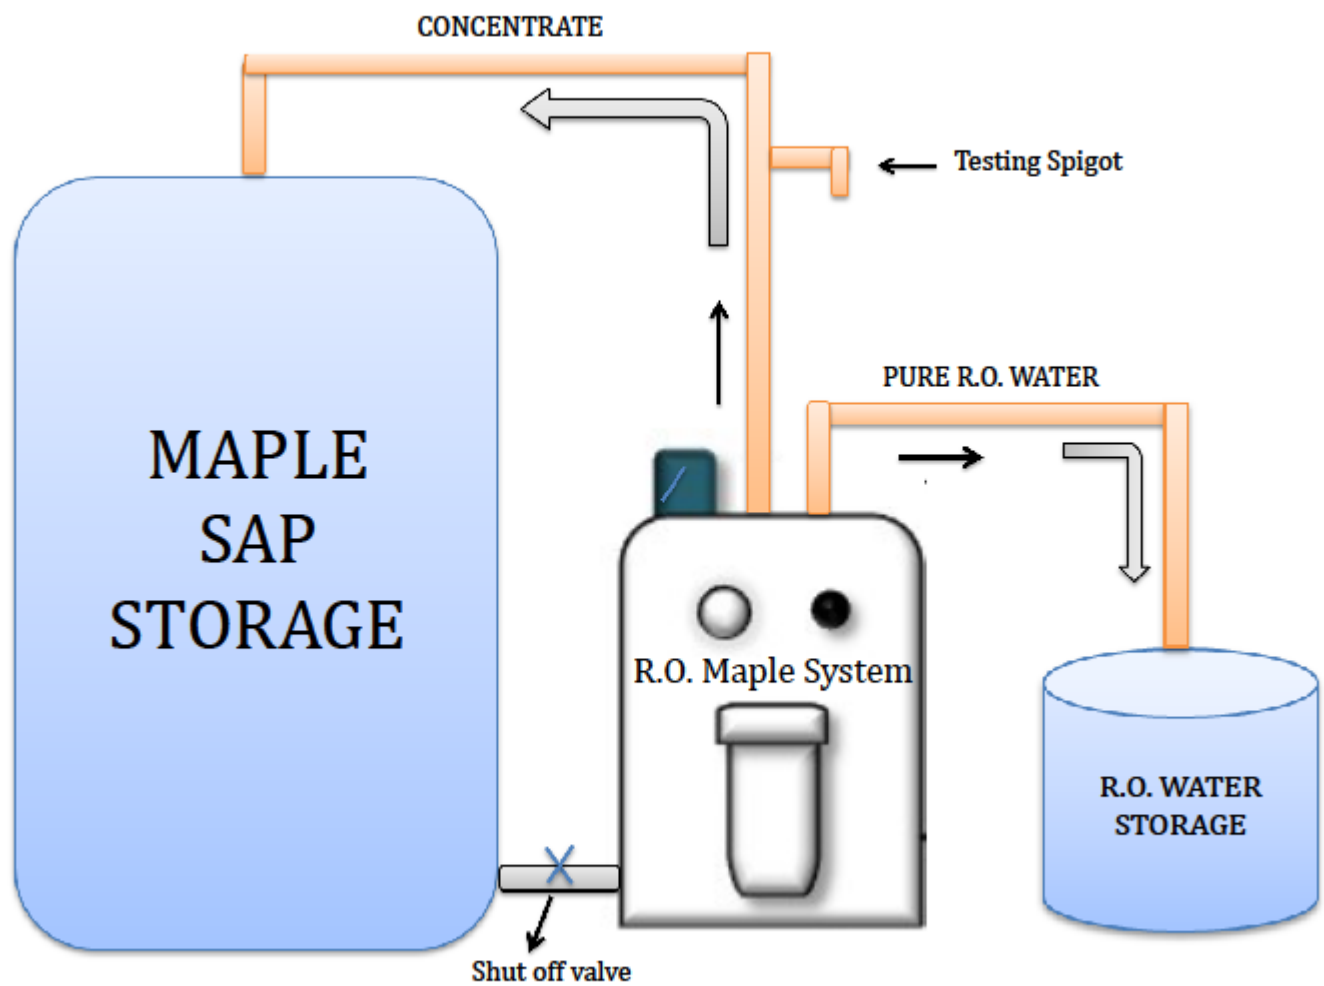 CONCENTRATE
Testing Spigot
PURE R.O. WATER
MAPLE
SAP
STORAGE
R.O. Maple System
R.O. WATER
STORAGE
Shut off valve